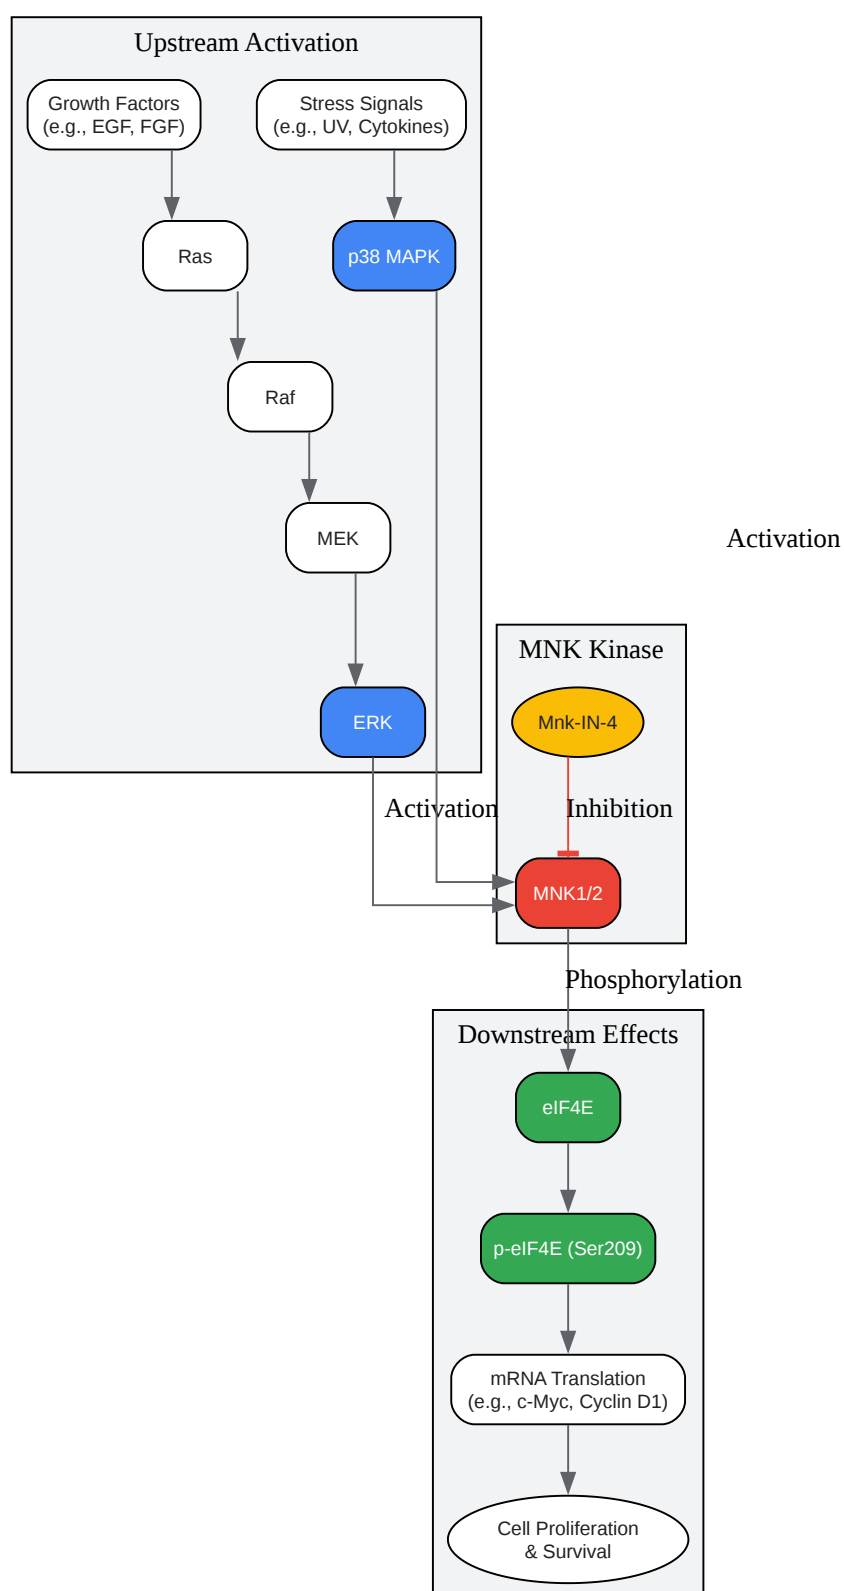 Upstream Activation
Growth Factors
(e.g., EGF, FGF)
Stress Signals
(e.g., UV, Cytokines)
Ras
p38 MAPK
Raf
MEK
Activation
MNK Kinase
ERK
Mnk-IN-4
Activation
Inhibition
MNK1/2
Phosphorylation
Downstream Effects
eIF4E
p-eIF4E (Ser209)
mRNA Translation
(e.g., c-Myc, Cyclin D1)
Cell Proliferation
& Survival